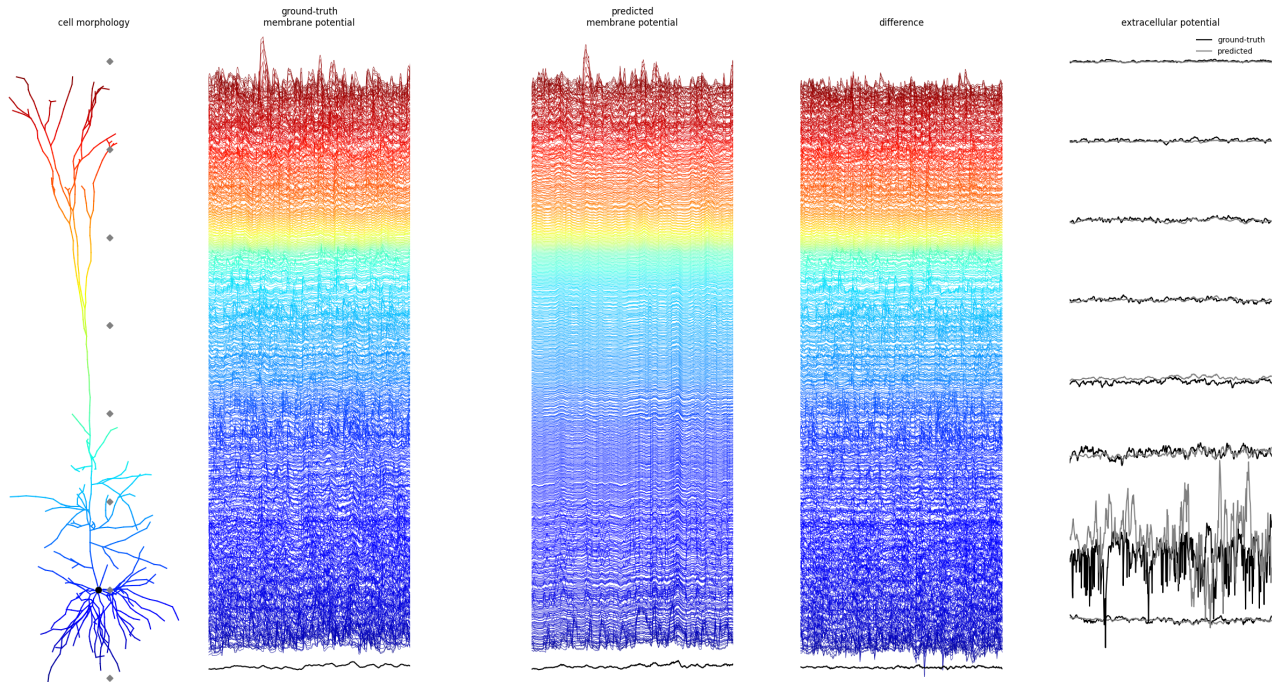 cell morphology
ground-truth
membrane potential
predicted
membrane potential
difference
extracellular potential
ground-truth
predicted